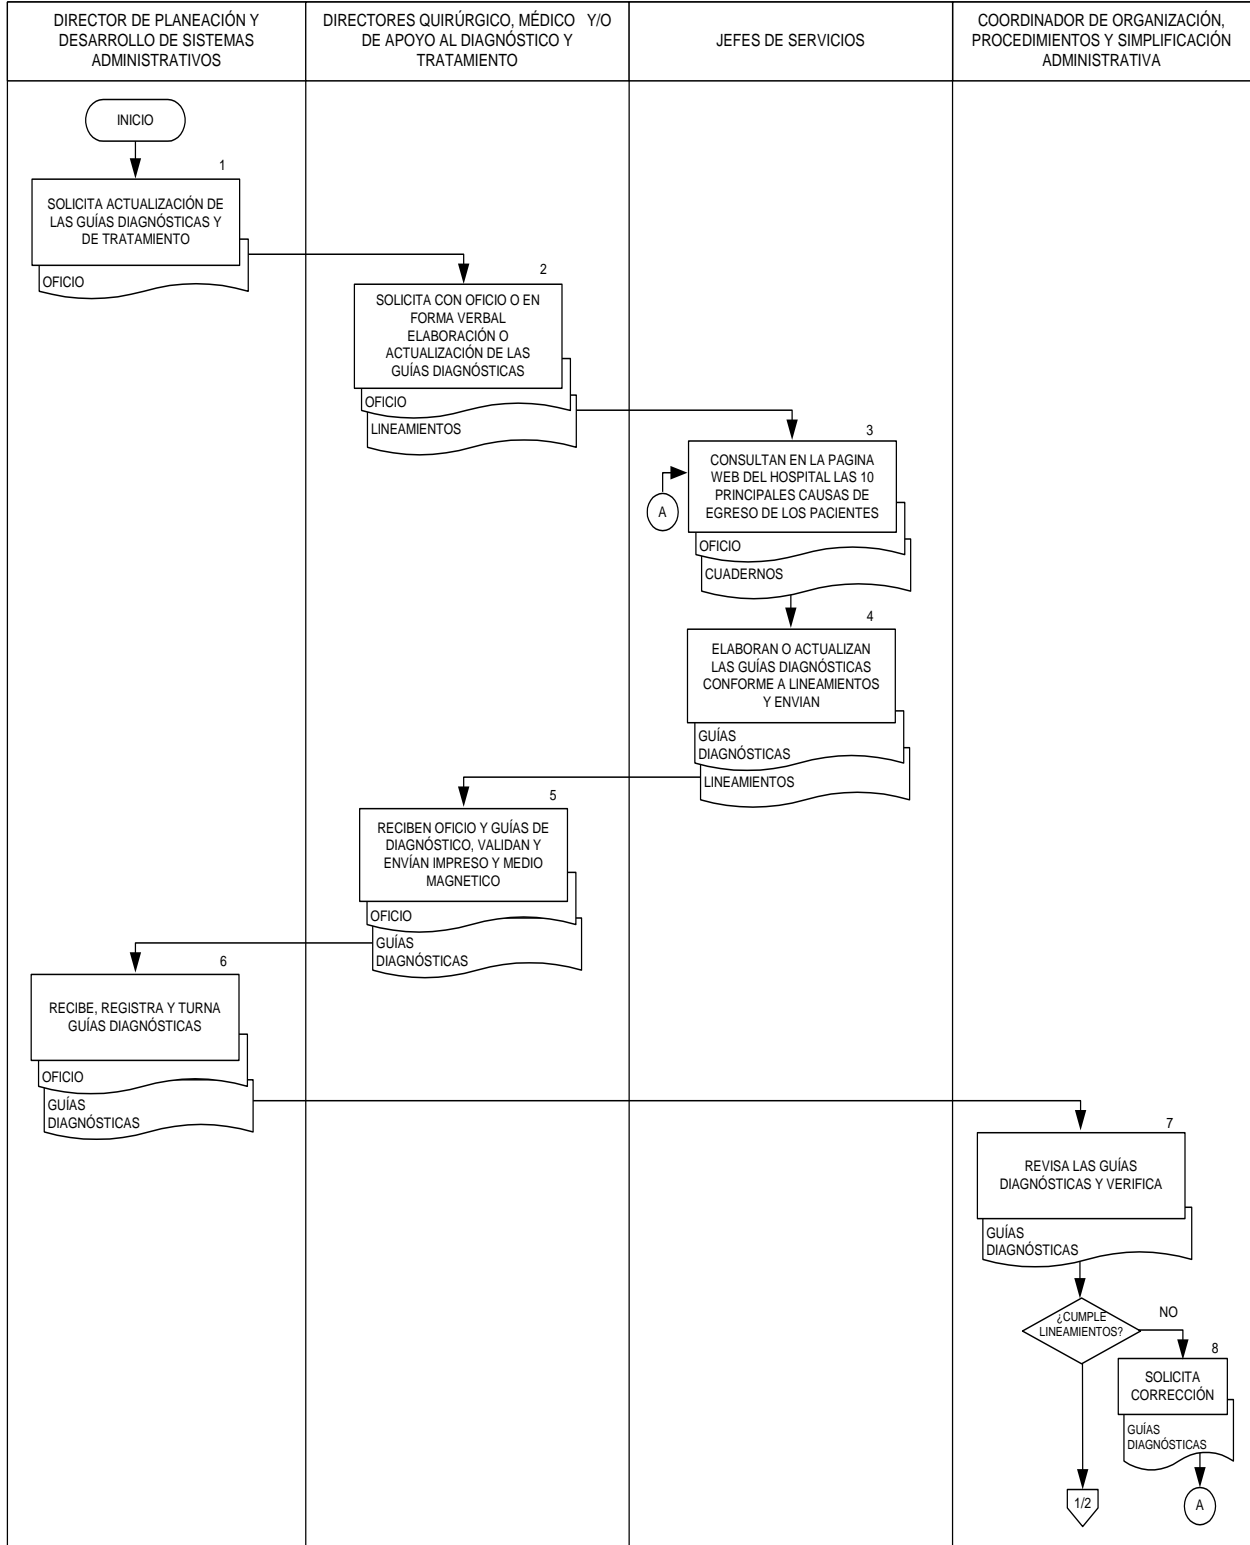 DIRECTOR DE PLANEACIÓN Y
DESARROLLO DE SISTEMAS
ADMINISTRATIVOS
DIRECTORES QUIRÚRGICO, MÉDICO Y/O
DE APOYO AL DIAGNÓSTICO Y
TRATAMIENTO
JEFES DE SERVICIOS
COORDINADOR DE ORGANIZACIÓN,
PROCEDIMIENTOS Y SIMPLIFICACIÓN
ADMINISTRATIVA
INICIO
1
SOLICITA ACTUALIZACIÓN DE
LAS GUÍAS DIAGNÓSTICAS Y
DE TRATAMIENTO
OFICIO
2
SOLICITA CON OFICIO O EN
FORMA VERBAL
ELABORACIÓN O
ACTUALIZACIÓN DE LAS
GUÍAS DIAGNÓSTICAS
OFICIO
LINEAMIENTOS
3
CONSULTAN EN LA PAGINA
WEB DEL HOSPITAL LAS 10
PRINCIPALES CAUSAS DE
EGRESO DE LOS PACIENTES
A
OFICIO
CUADERNOS
4
ELABORAN O ACTUALIZAN
LAS GUÍAS DIAGNÓSTICAS
CONFORME A LINEAMIENTOS
Y ENVIAN
GUÍAS
DIAGNÓSTICAS
LINEAMIENTOS
5
RECIBEN OFICIO Y GUÍAS DE
DIAGNÓSTICO, VALIDAN Y
ENVÍAN IMPRESO Y MEDIO
MAGNETICO
OFICIO
GUÍAS
DIAGNÓSTICAS
6
RECIBE, REGISTRA Y TURNA
GUÍAS DIAGNÓSTICAS
OFICIO
GUÍAS
DIAGNÓSTICAS
7
REVISA LAS GUÍAS
DIAGNÓSTICAS Y VERIFICA
GUÍAS
DIAGNÓSTICAS
¿CUMPLE
LINEAMIENTOS?
NO
8
SOLICITA
CORRECCIÓN
GUÍAS
DIAGNÓSTICAS
1/2
A